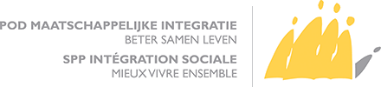 POD MAATSCHAPPELIJKE INTEGRATIE
BETER SAMEN LEVEN
SPP INTÉGRATION SOCIALE
MIEUX VIVRE ENSEMBLE